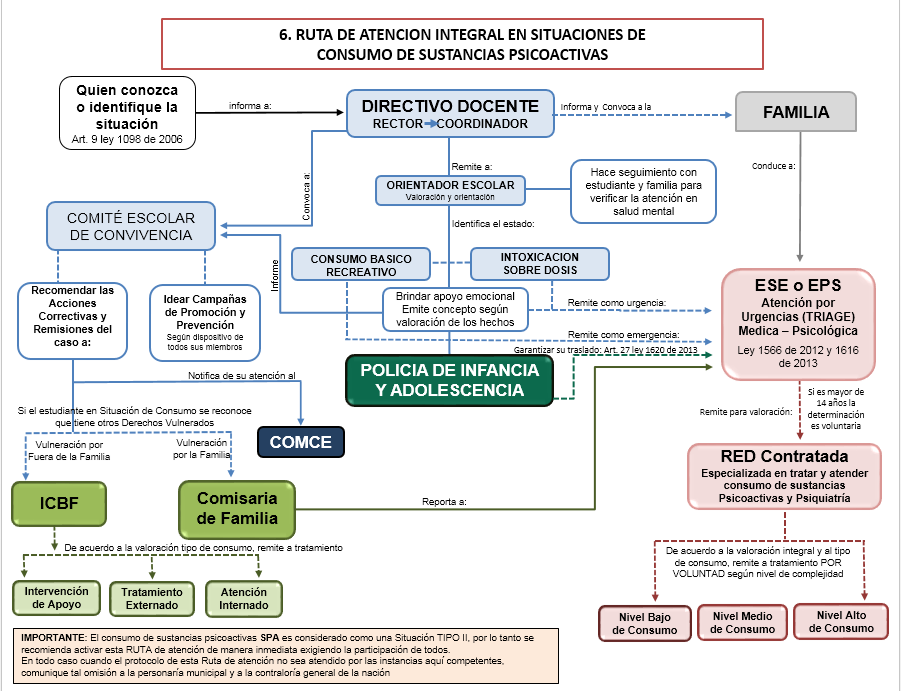 6. RUTA DE ATENCION INTEGRAL EN SITUACIONES DE
CONSUMO DE SUSTANCIAS PSICOACTIVAS
Quien conozca
o identifique la
situación
Art. 9 ley 1098 de 2006
informa a:
DIRECTIVO DOCENTE
RECTOR COORDINADOR
Informa y Convoca a la
FAMILIA
Convoca a:
Remite a:
Conduce a:
ORIENTADOR ESCOLAR
Valoración y orientación
Hace seguimiento con
estudiante y familia para
verificar la atención en
salud mental
COMITÉ ESCOLAR
DE CONVIVENCIA
Identifica el estado:
Informe
CONSUMO BASICO
RECREATIVO
INTOXICACION
SOBRE DOSIS
Recomendar las
Acciones
Correctivas y
Remisiones del
caso a:
Idear Campañas
de Promoción y
Prevención
Según dispositivo de
todos sus miembros
Brindar apoyo emocional
Emite concepto según
valoración de los hechos
Remite como urgencia:
Remite como emergencia:
Garantizar su traslado: Art. 27 ley 1620 de 2013
ESE o EPS
Atención por
Urgencias (TRIAGE)
Medica – Psicológica
Ley 1566 de 2012 y 1616
de 2013
POLICIA DE INFANCIA
Y ADOLESCENCIA
Notifica de su atención al
COMCE
Si el estudiante en Situación de Consumo se reconoce
que tiene otros Derechos Vulnerados
Vulneración por
Fuera de la Familia
Vulneración
por la Familia
Remite para valoración:
Si es mayor de
14 años la
determinación
es voluntaria
ICBF
Comisaria
de Familia
Reporta a:
RED Contratada
Especializada en tratar y atender
consumo de sustancias
Psicoactivas y Psiquiatría
De acuerdo a la valoración tipo de consumo, remite a tratamiento
Intervención
de Apoyo
Tratamiento
Externado
Atención
Internado
De acuerdo a la valoración integral y al tipo
de consumo, remite a tratamiento POR
VOLUNTAD según nivel de complejidad
Nivel Bajo
de Consumo
Nivel Medio
de Consumo
Nivel Alto
de Consumo
IMPORTANTE: El consumo de sustancias psicoactivas SPA es considerado como una Situación TIPO II, por lo tanto se
recomienda activar esta RUTA de atención de manera inmediata exigiendo la participación de todos.
En todo caso cuando el protocolo de esta Ruta de atención no sea atendido por las instancias aquí competentes,
comunique tal omisión a la personaría municipal y a la contraloría general de la nación